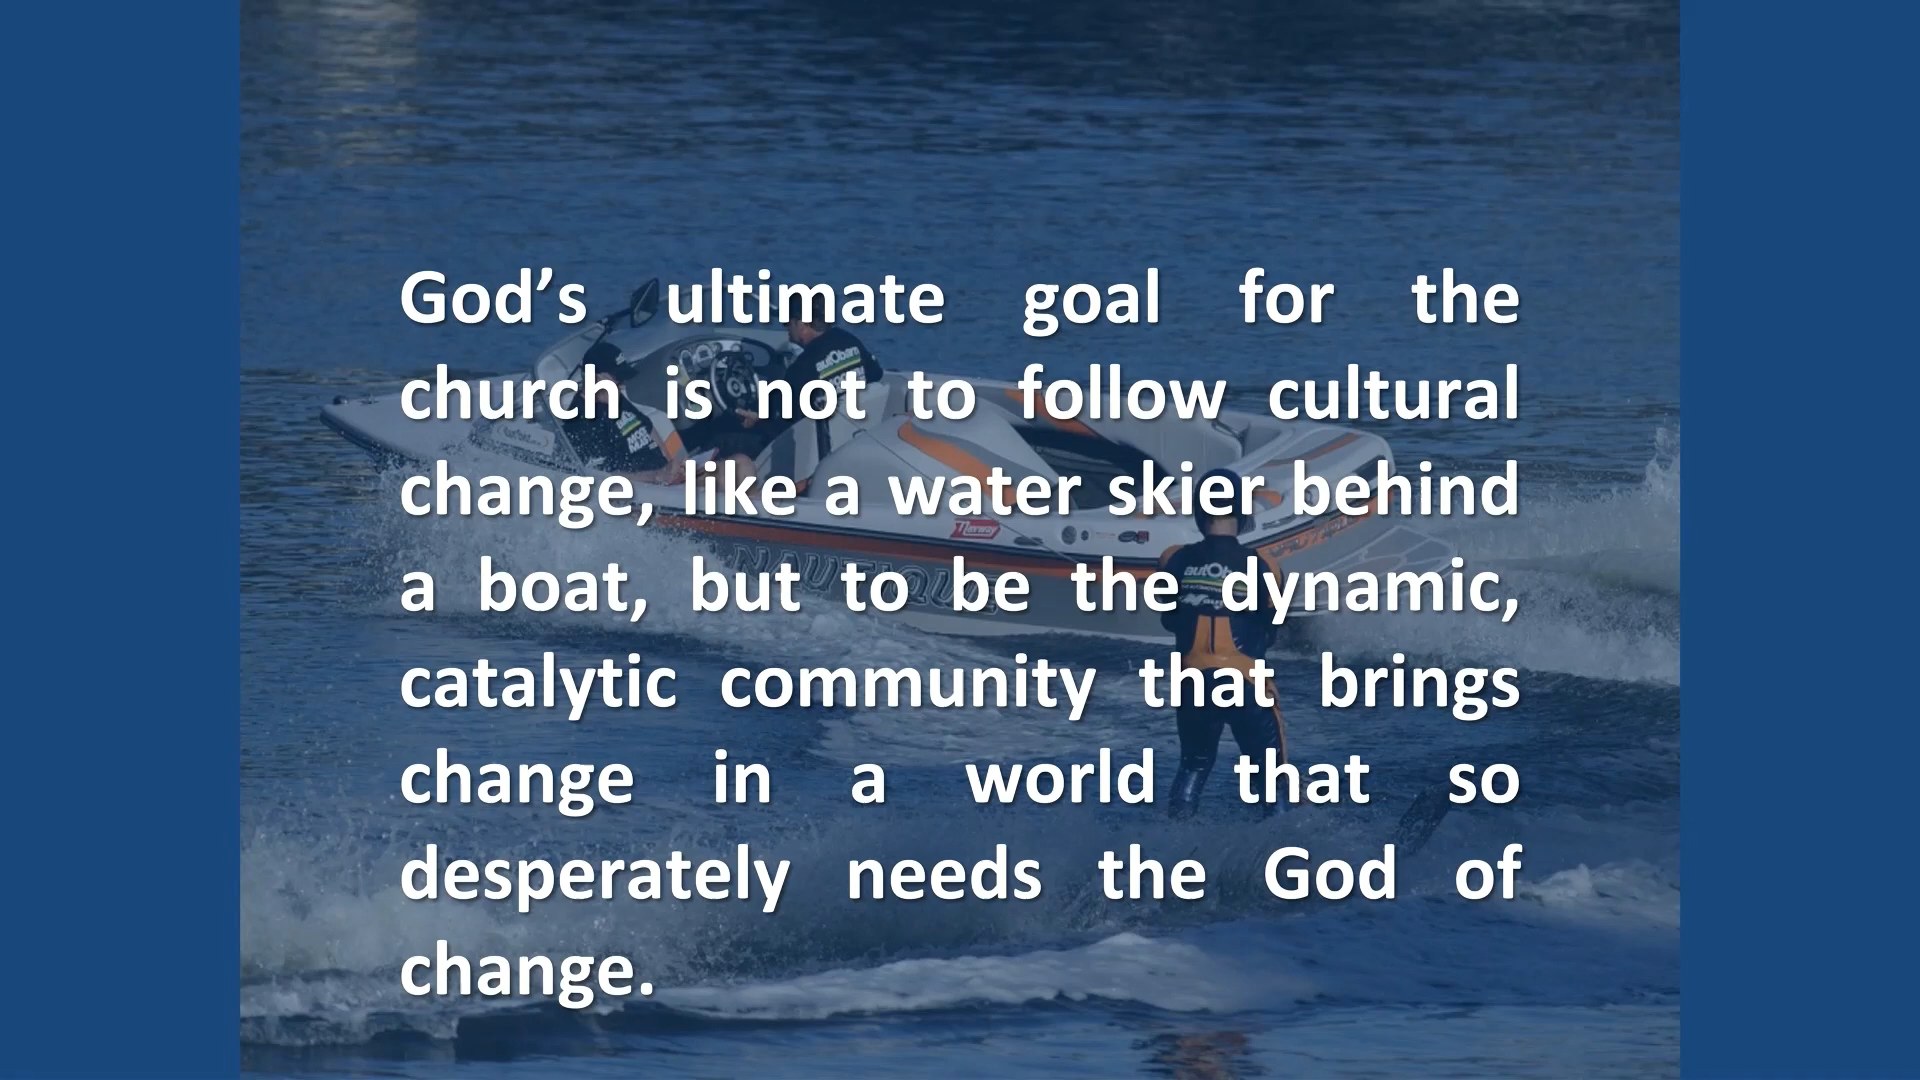 God’s ultimate goal for the
church is not to follow cultural
change, like a water skier behind
a boat, but to be the dynamic,
catalytic community that brings
change in a world that so
desperately needs the God of
change.
NAUTIQUE